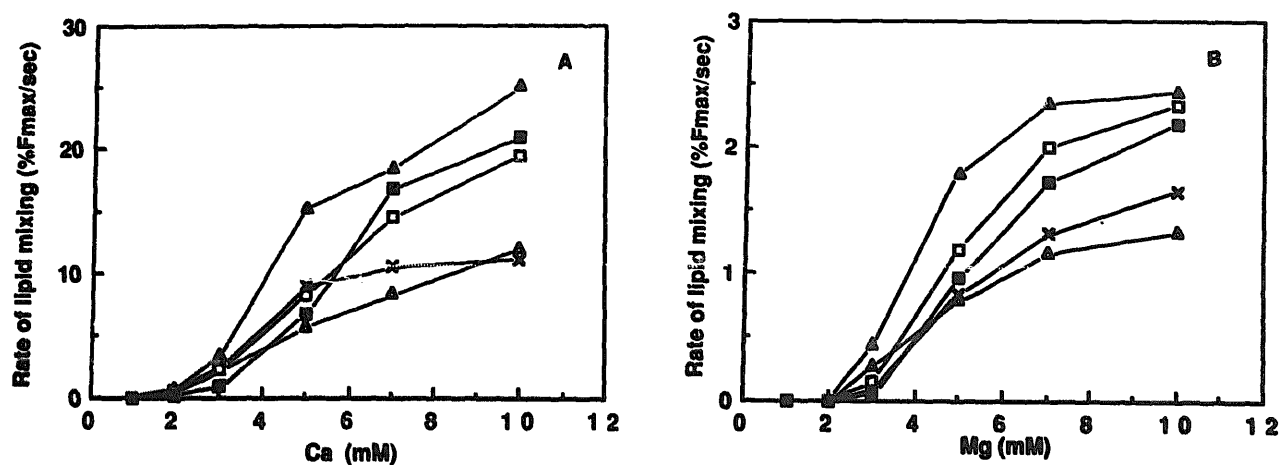 A
Rate of lipid mixing (%Fmax/sec)
30
20
10
0
0 2 4 6 8 10 12
Ca (mM)
B
Rate of lipid mixing (%Fmax/sec)
3
2
1
0
0 2 4 6 8 10 12
Mg (mM)